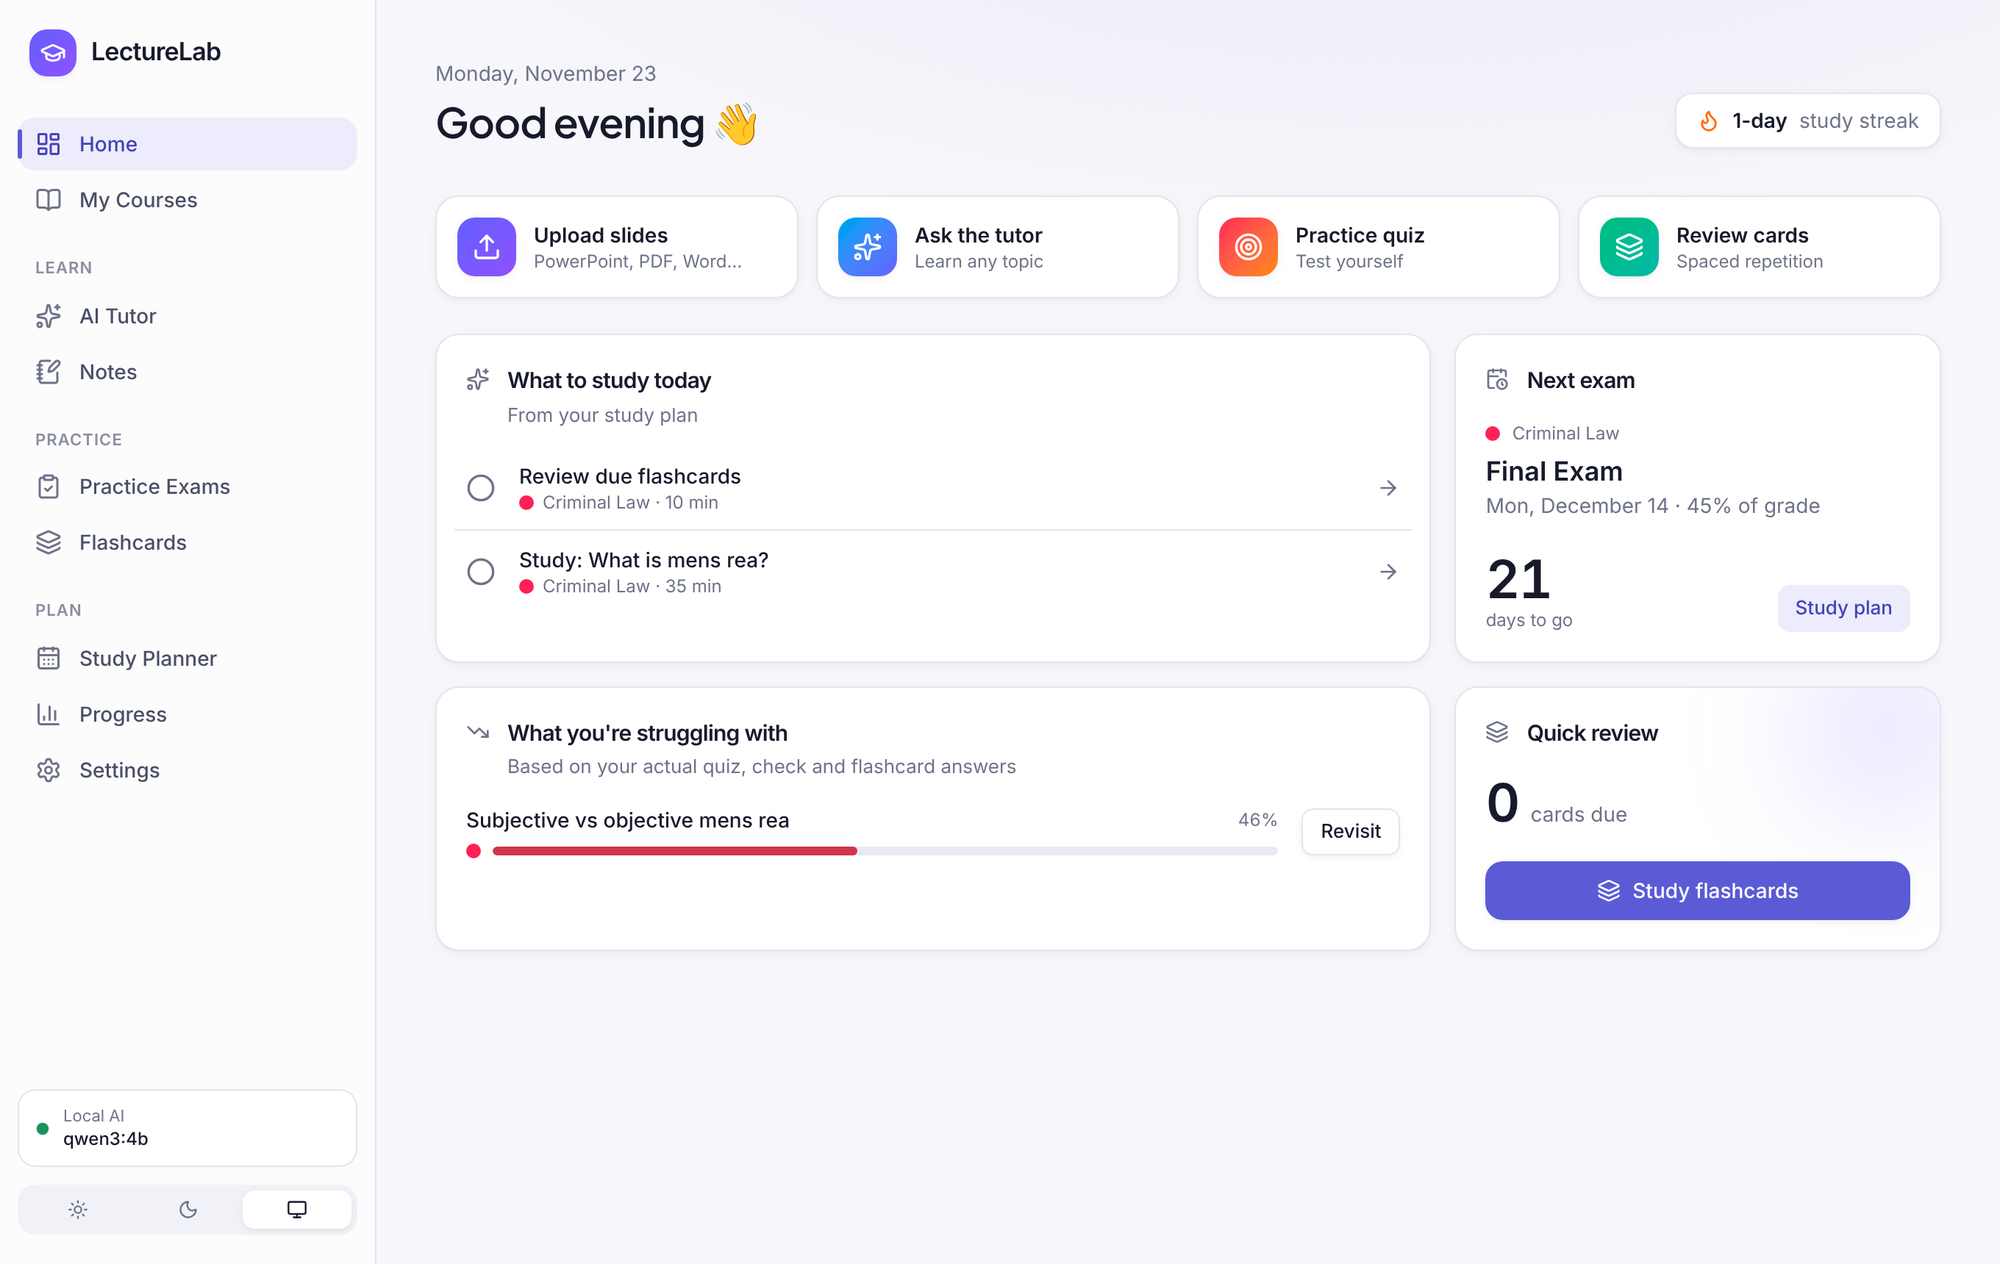 LectureLab
Home
My Courses
LEARN
AI Tutor
Notes
PRACTICE
Practice Exams
Flashcards
PLAN
Study Planner
Progress
Settings
Local AI
qwen3:4b
Monday, November 23
Good evening 👋
1-day study streak
Upload slides
PowerPoint, PDF, Word...
Ask the tutor
Learn any topic
Practice quiz
Test yourself
Review cards
Spaced repetition
What to study today
From your study plan
Review due flashcards
Criminal Law · 10 min
Study: What is mens rea?
Criminal Law · 35 min
Next exam
Criminal Law
Final Exam
Mon, December 14 · 45% of grade
21
days to go
Study plan
What you're struggling with
Based on your actual quiz, check and flashcard answers
Subjective vs objective mens rea
46%
Revisit
Quick review
0 cards due
Study flashcards